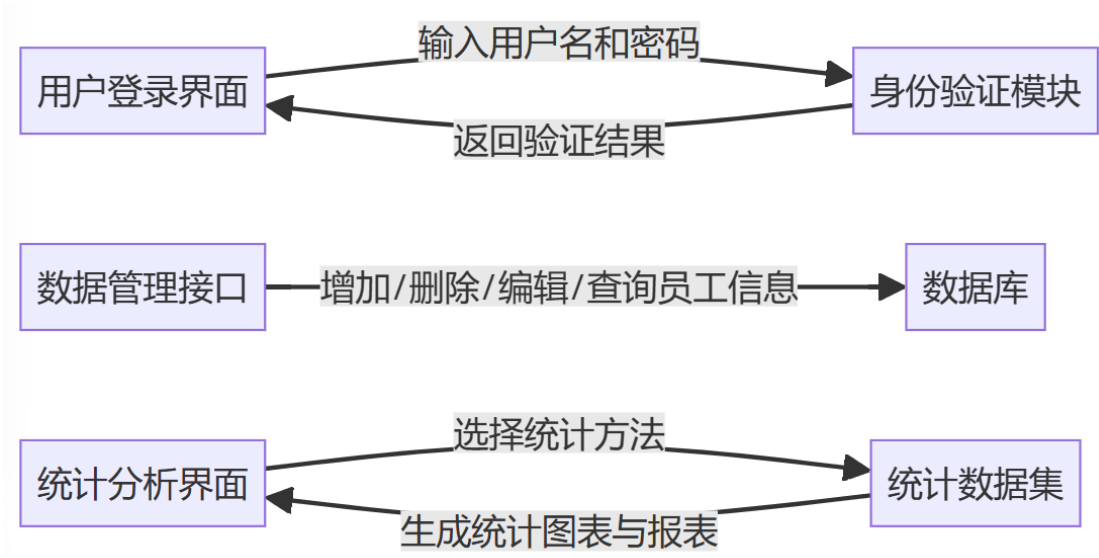 输入用户名和密码
用户登录界面
身份验证模块
返回验证结果
数据管理接口
增加/删除/编辑/查询员工信息
数据库
选择统计方法
统计分析界面
统计数据集
生成统计图表与报表